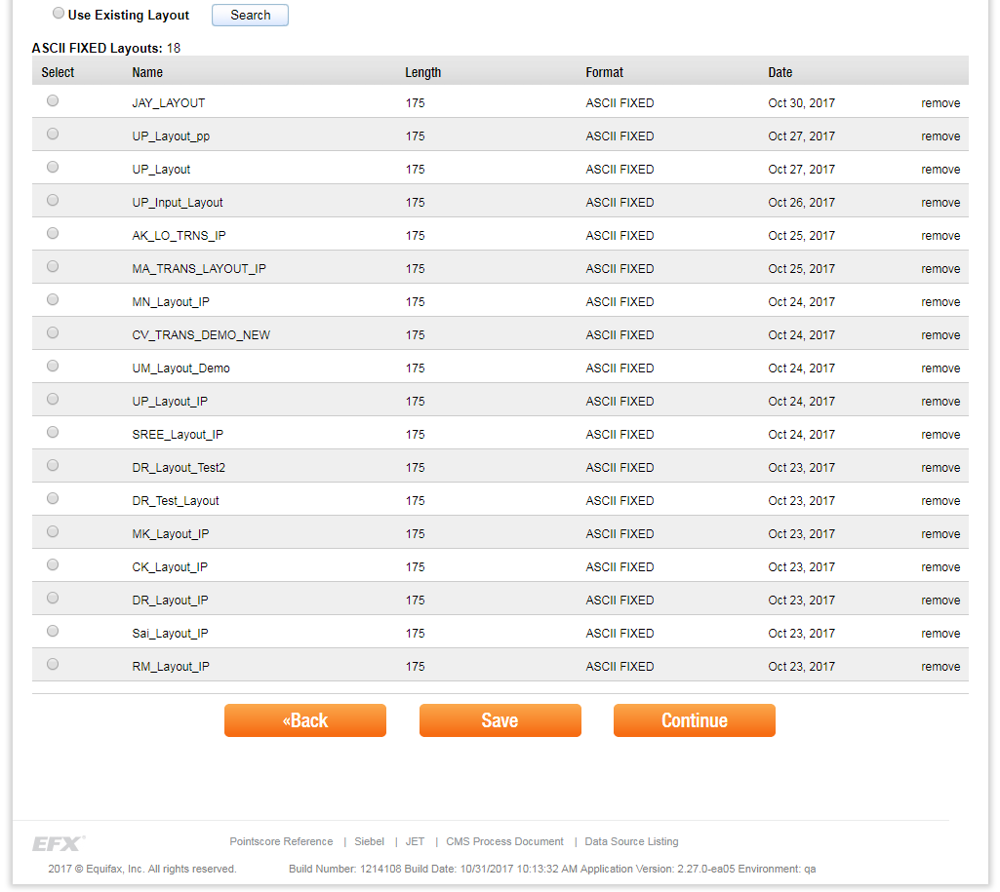 Use Existing Layout Search
ASCII FIXED Layouts: 18
Select Name Length Format Date
JAY_LAYOUT 175 ASCII FIXED Oct 30, 2017 remove
UP_Layout_pp 175 ASCII FIXED Oct 27, 2017 remove
UP_Layout 175 ASCII FIXED Oct 27, 2017 remove
UP_Input_Layout 175 ASCII FIXED Oct 26, 2017 remove
AK_LO_TRNS_IP 175 ASCII FIXED Oct 25, 2017 remove
MA_TRANS_LAYOUT_IP 175 ASCII FIXED Oct 25, 2017 remove
MN_Layout_IP 175 ASCII FIXED Oct 24, 2017 remove
CV_TRANS_DEMO_NEW 175 ASCII FIXED Oct 24, 2017 remove
UM_Layout_Demo 175 ASCII FIXED Oct 24, 2017 remove
UP_Layout_IP 175 ASCII FIXED Oct 24, 2017 remove
SREE_Layout_IP 175 ASCII FIXED Oct 24, 2017 remove
DR_Layout_Test2 175 ASCII FIXED Oct 23, 2017 remove
DR_Test_Layout 175 ASCII FIXED Oct 23, 2017 remove
MK_Layout_IP 175 ASCII FIXED Oct 23, 2017 remove
CK_Layout_IP 175 ASCII FIXED Oct 23, 2017 remove
DR_Layout_IP 175 ASCII FIXED Oct 23, 2017 remove
Sai_Layout_IP 175 ASCII FIXED Oct 23, 2017 remove
RM_Layout_IP 175 ASCII FIXED Oct 23, 2017 remove
«Back Save Continue
EFX® Pointscore Reference | Siebel | JET | CMS Process Document | Data Source Listing
2017 © Equifax, Inc. All rights reserved. Build Number: 1214108 Build Date: 10/31/2017 10:13:32 AM Application Version: 2.27.0-ea05 Environment: qa